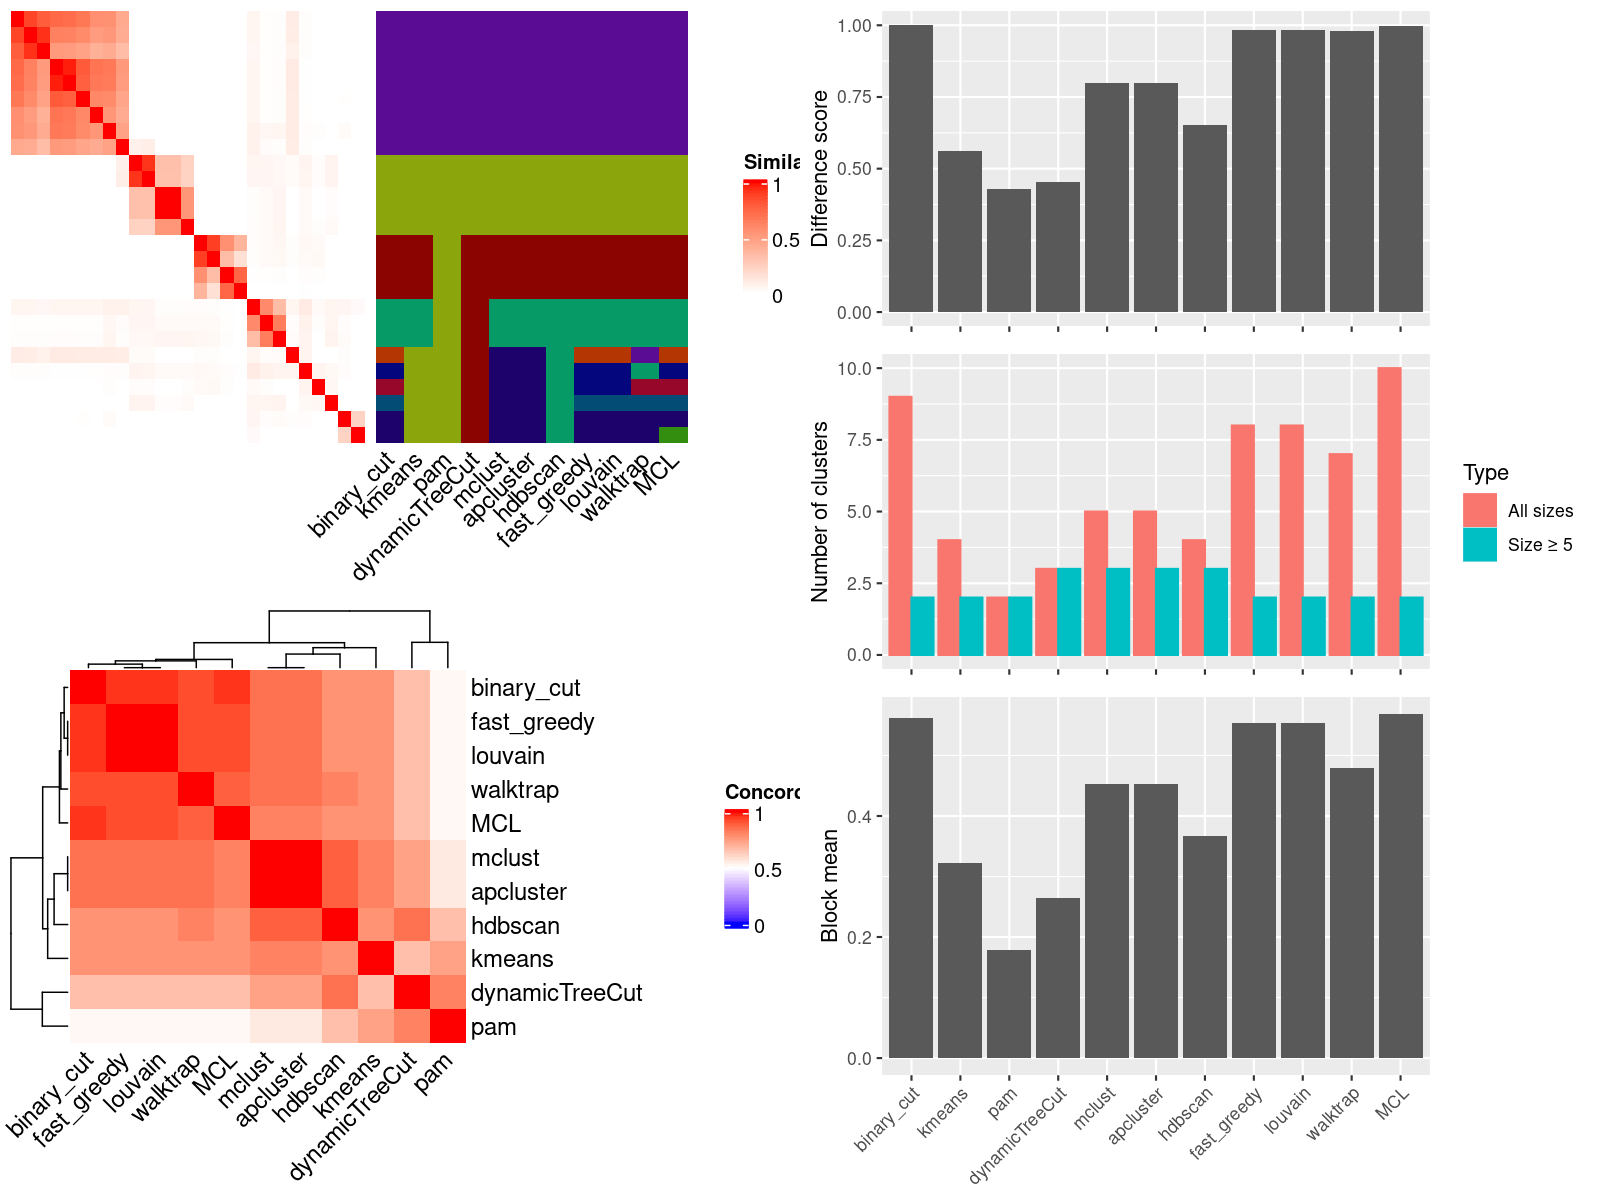 Simila
1
0.5
0
binary_cut
kmeans
pam
dynamicTreeCut
mclust
apcluster
hdbscan
fast_greedy
louvain
walktrap
MCL
Difference score
1.00
0.75
0.50
0.25
0.00
Number of clusters
10.0
7.5
5.0
2.5
0.0
Type
All sizes
Size ≥ 5
binary_cut
fast_greedy
louvain
walktrap
MCL
mclust
apcluster
hdbscan
kmeans
dynamicTreeCut
pam
binary_cut
fast_greedy
louvain
walktrap
MCL
mclust
apcluster
hdbscan
kmeans
dynamicTreeCut
pam
Concord
1
0.5
0
Block mean
0.4
0.2
0.0
binary_cut
kmeans
pam
dynamicTreeCut
mclust
apcluster
hdbscan
fast_greedy
louvain
walktrap
MCL